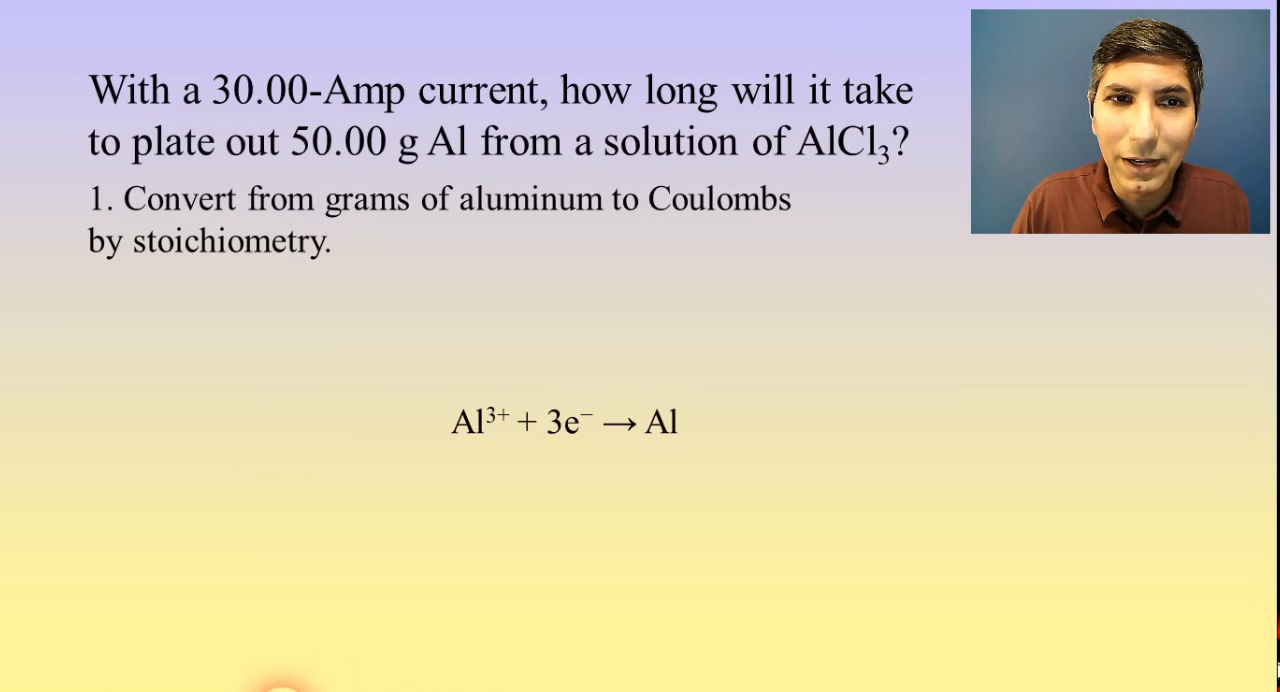 With a 30.00-Amp current, how long will it take
to plate out 50.00 g Al from a solution of AlCl₃?
1. Convert from grams of aluminum to Coulombs
by stoichiometry.
Al³⁺ + 3e⁻ → Al